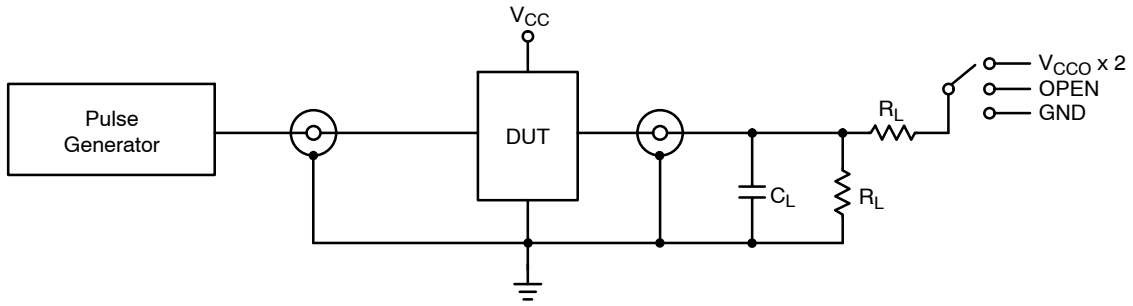 VCC
Pulse
Generator
DUT
RL
VCCO x 2
OPEN
GND
CL
RL